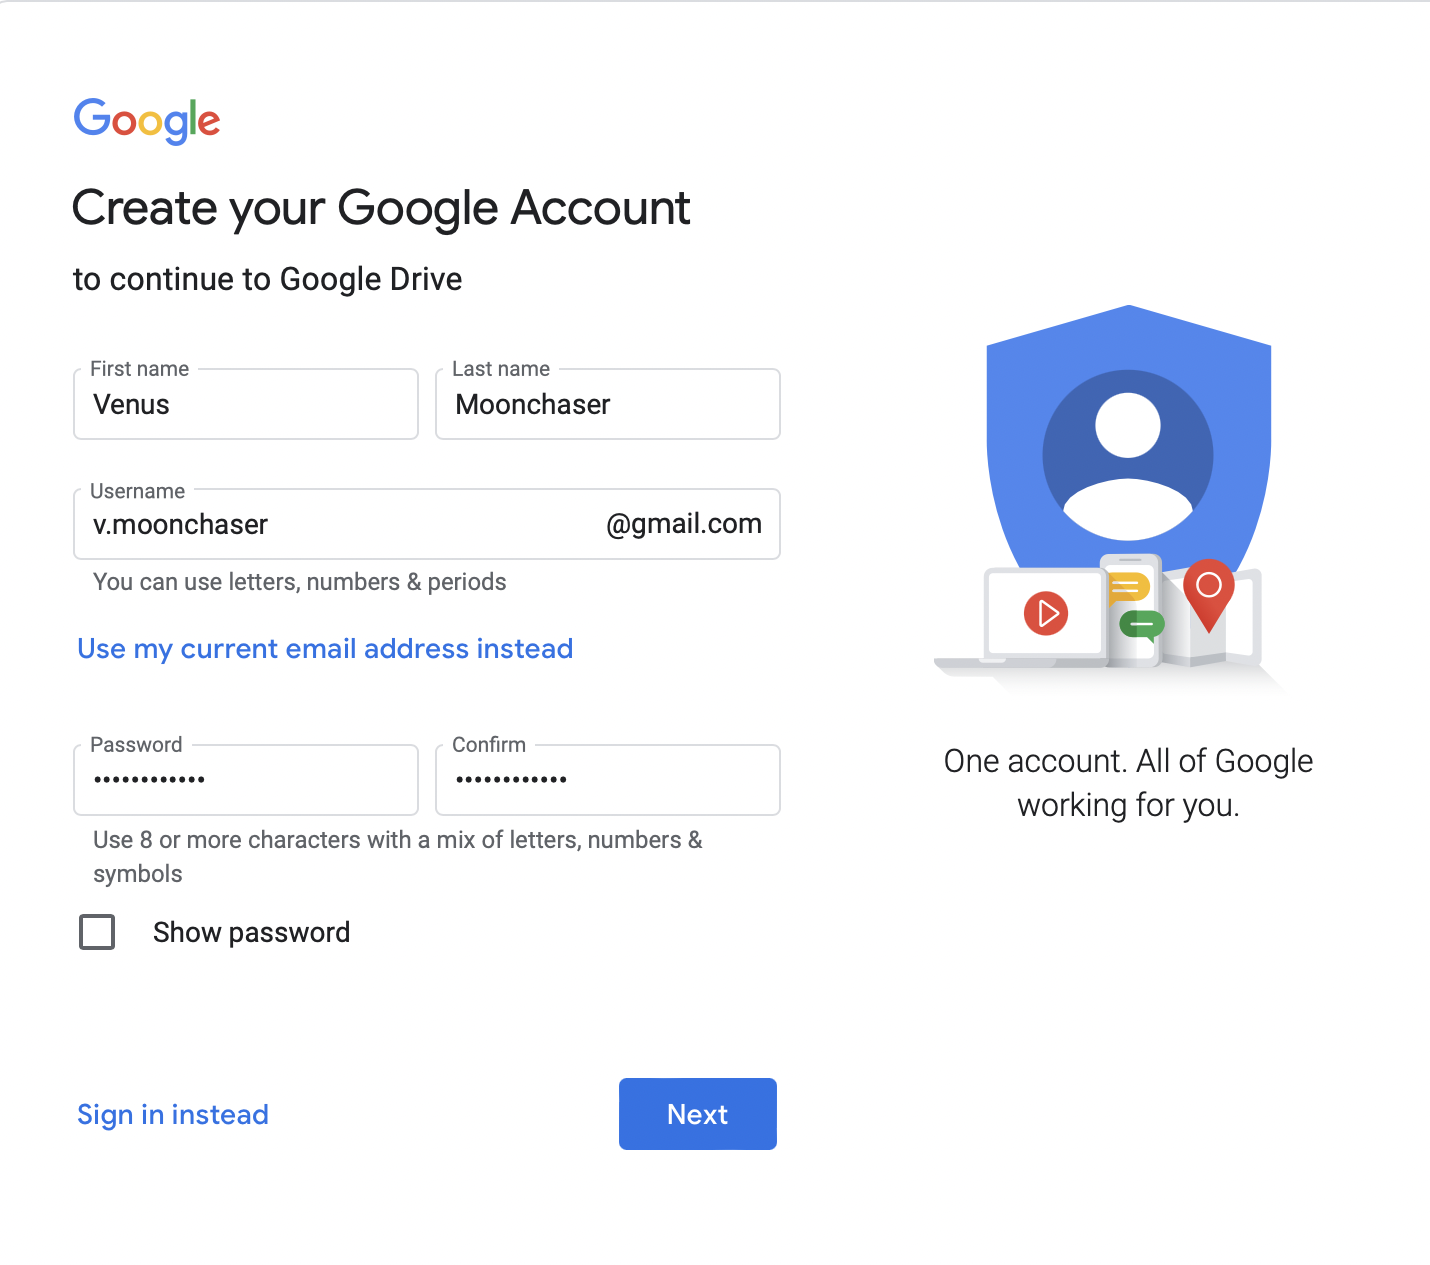 Google
Create your Google Account
to continue to Google Drive
First name
Venus
Last name
Moonchaser
Username
v.moonchaser
@gmail.com
You can use letters, numbers & periods
Use my current email address instead
Password
••••••••••••
Confirm
••••••••••••
Use 8 or more characters with a mix of letters, numbers &
symbols
Show password
Sign in instead
Next
One account. All of Google
working for you.